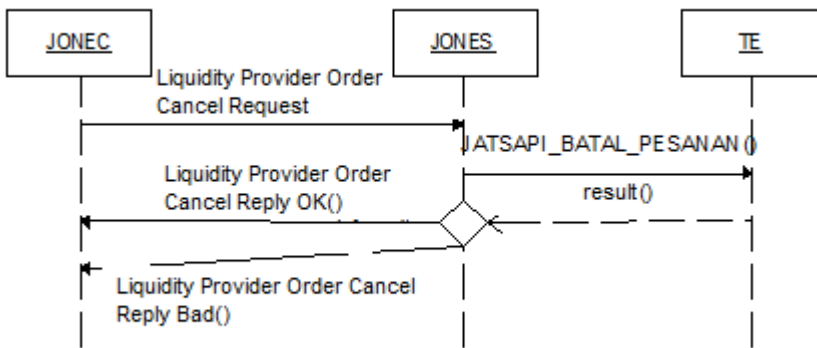 JONEC
JONES
TE
Liquidity Provider Order
Cancel Request
JATSAPI_BATAL_PESANAN()
Liquidity Provider Order
Cancel Reply OK()
result()
Liquidity Provider Order Cancel
Reply Bad()